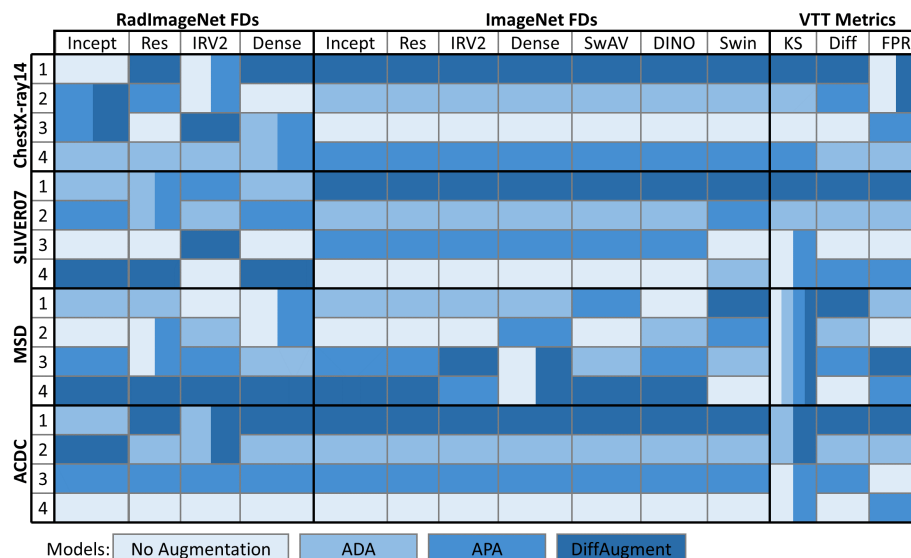 RadImageNet FDs ImageNet FDs VTT Metrics
Incept Res IRV2 Dense Incept Res IRV2 Dense SwAV DINO Swin KS Diff FPR
ChestX-ray14
1
2
3
4
SLIVER07
1
2
3
4
MSD
1
2
3
4
ACDC
1
2
3
4
Models: No Augmentation ADA APA DiffAugment